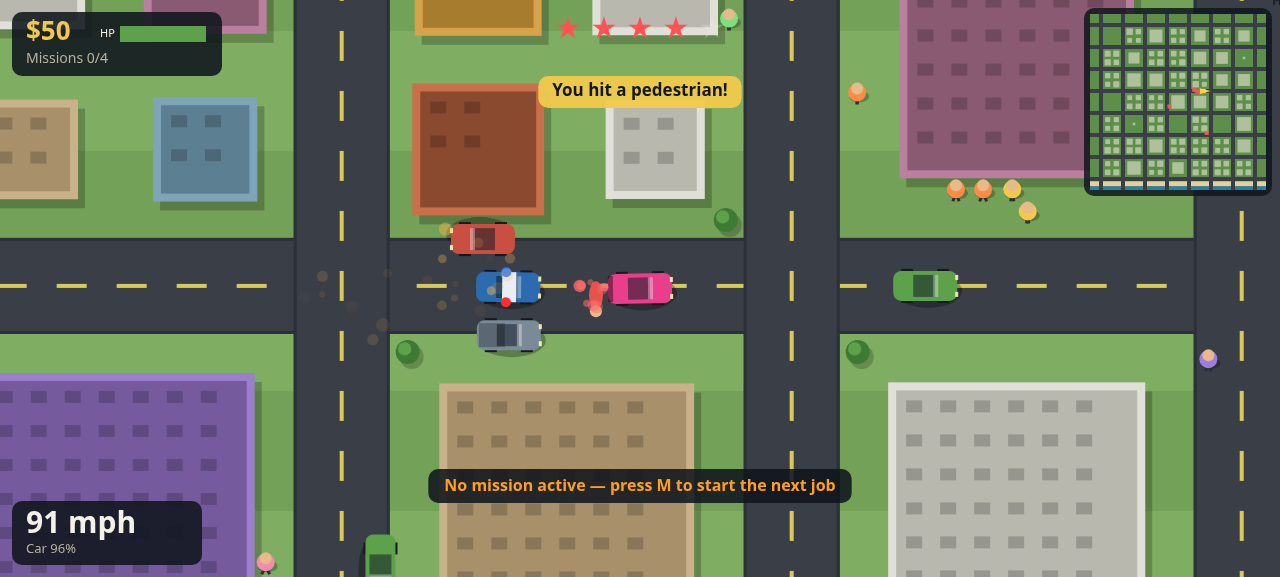 $50
HP
Missions 0/4
You hit a pedestrian!
No mission active — press M to start the next job
91 mph
Car 96%